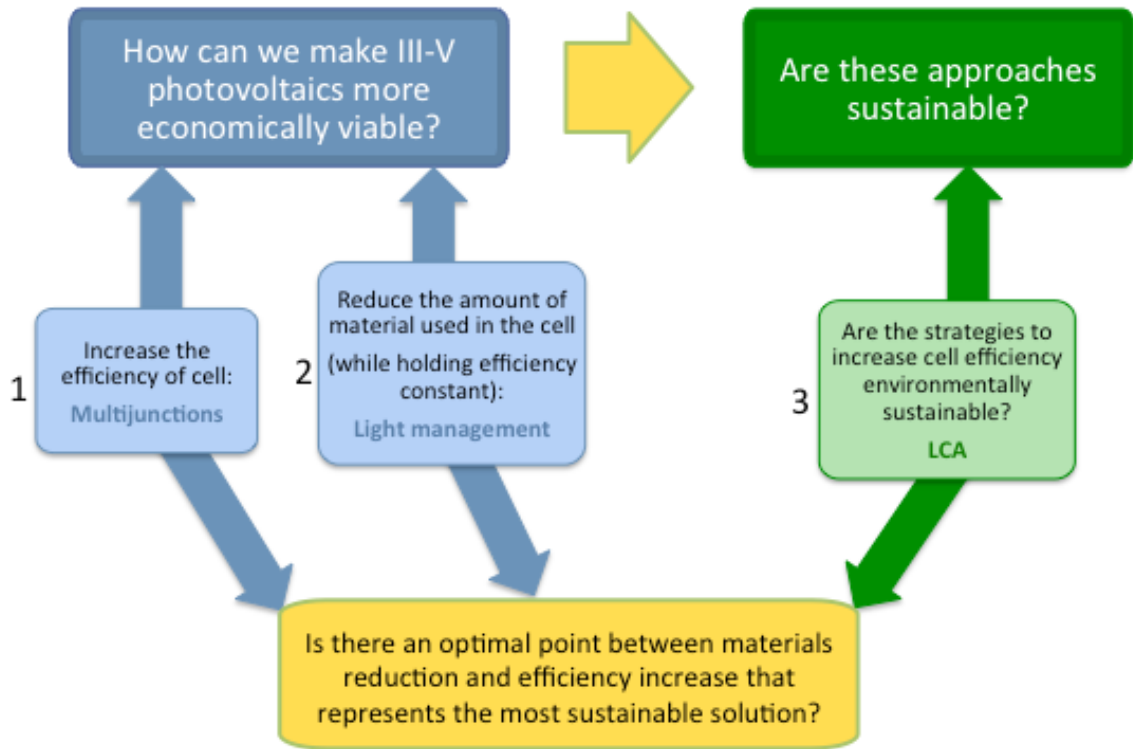 How can we make III-V
photovoltaics more
economically viable?
Are these approaches
sustainable?
1
Increase the
efficiency of cell:
Multijunctions
2
Reduce the amount of
material used in the cell
(while holding efficiency
constant):
Light management
3
Are the strategies to
increase cell efficiency
environmentally
sustainable?
LCA
Is there an optimal point between materials
reduction and efficiency increase that
represents the most sustainable solution?